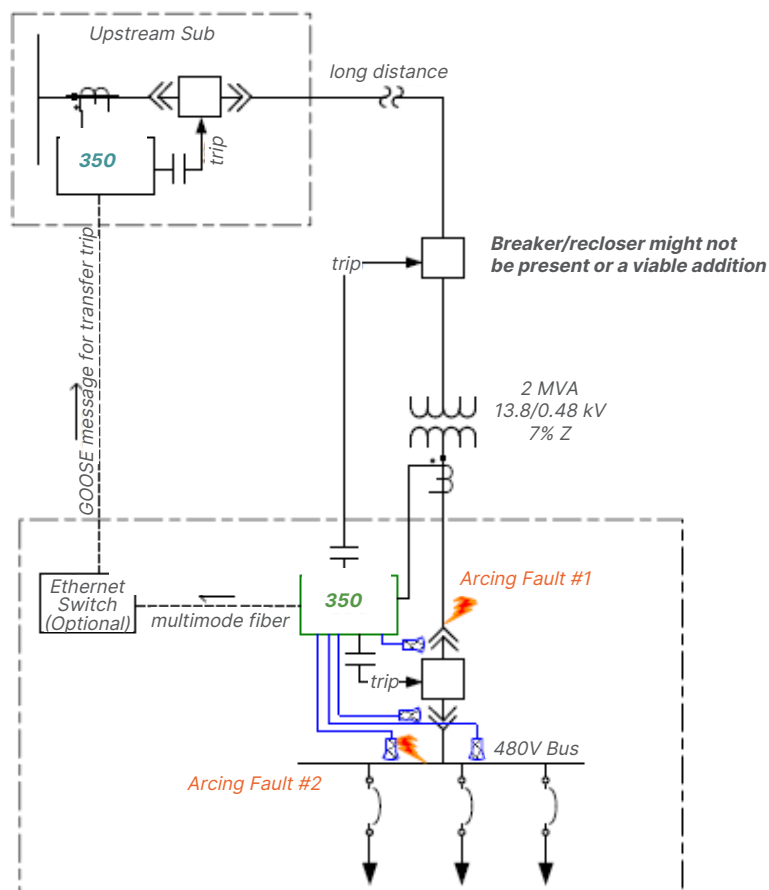 Upstream Sub
long distance
350
trip
Breaker/recloser might not
be present or a viable addition
trip
GOOSE message for transfer trip
2 MVA
13.8/0.48 kV
7% Z
Ethernet
Switch
(Optional)
multimode fiber
350
Arcing Fault #1
trip
480V Bus
Arcing Fault #2